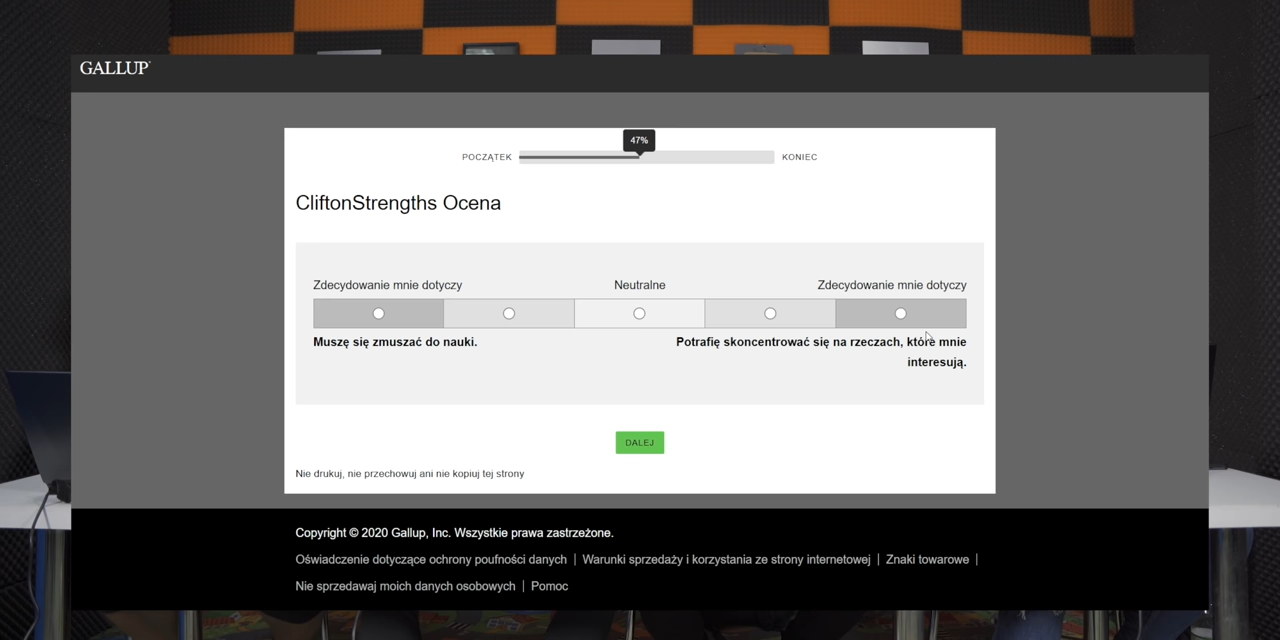 GALLUP
47%
POCZĄTEK KONIEC
CliftonStrengths Ocena
Zdecydowanie mnie dotyczy Neutralne Zdecydowanie mnie dotyczy
Muszę się zmuszać do nauki. Potrafię skoncentrować się na rzeczach, które mnie
interesują.
DALEJ
Nie drukuj, nie przechowuj ani nie kopiuj tej strony
Copyright © 2020 Gallup, Inc. Wszystkie prawa zastrzeżone.
Oświadczenie dotyczące ochrony poufności danych | Warunki sprzedaży i korzystania ze strony internetowej | Znaki towarowe |
Nie sprzedawaj moich danych osobowych | Pomoc